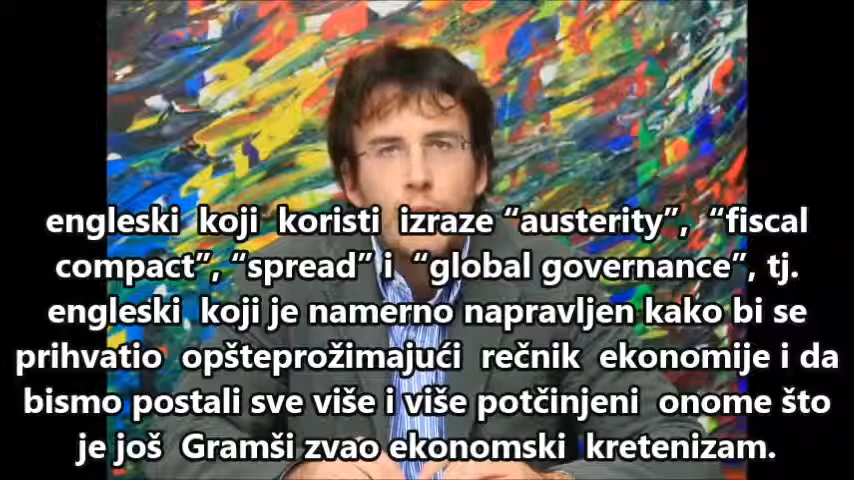 engleski koji koristi izraze “austerity”, “fiscal
compact”, “spread” i “global governance”, tj.
engleski koji je namerno napravljen kako bi se
prihvatio opšteprožimajući rečnik ekonomije i da
bismo postali sve više i više potčinjeni onome što
je još Gramši zvao ekonomski kretenizam.